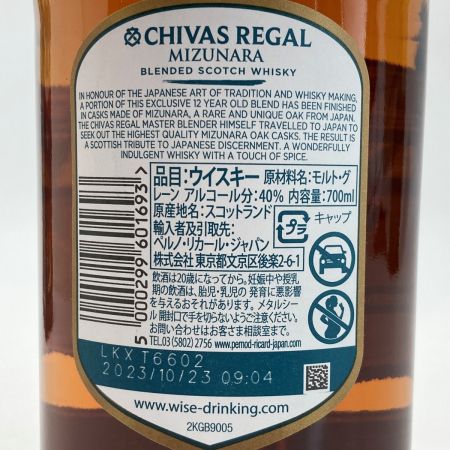 CHIVAS REGAL
MIZUNARA
BLENDED SCOTCH WHISKY
IN HONOUR OF THE JAPANESE ART OF TRADITION AND WHISKY MAKING,
A PORTION OF THIS EXCLUSIVE 12 YEAR OLD BLEND HAS BEEN FINISHED
IN CASKS MADE OF MIZUNARA, A RARE AND UNIQUE OAK FROM JAPAN.
THE CHIVAS REGAL MASTER BLENDER HIMSELF TRAVELLED TO JAPAN TO
SEEK OUT THE HIGHEST QUALITY MIZUNARA OAK CASKS. THE RESULT IS
A SCOTTISH TRIBUTE TO JAPANESE DISCERNMENT. A WONDERFULLY
INDULGENT WHISKY WITH A TOUCH OF SPICE.
5 000299 601693
品目:ウイスキー 原材料名:モルト・グ
レーン アルコール分:40% 内容量:700ml
原産地:スコットランド
輸入者及び引取先:
ペルノ・リカール・ジャパン
株式会社 東京都文京区後楽2-6-1
プラ
キャップ
飲酒は20歳になってから。妊娠中や授乳
期の飲酒は、胎児・乳児の 発育に悪影響
を与えるおそれがあります。メタルシー
ル 開封口で手を切らないようご注意ください。
お問い合わせはお客さま相談室まで。
TEL.03(5802)2756 www.pernod-ricard-japan.com
LKXT6602
2023/10/23 09:04
www.wise-drinking.com
2KGB9005